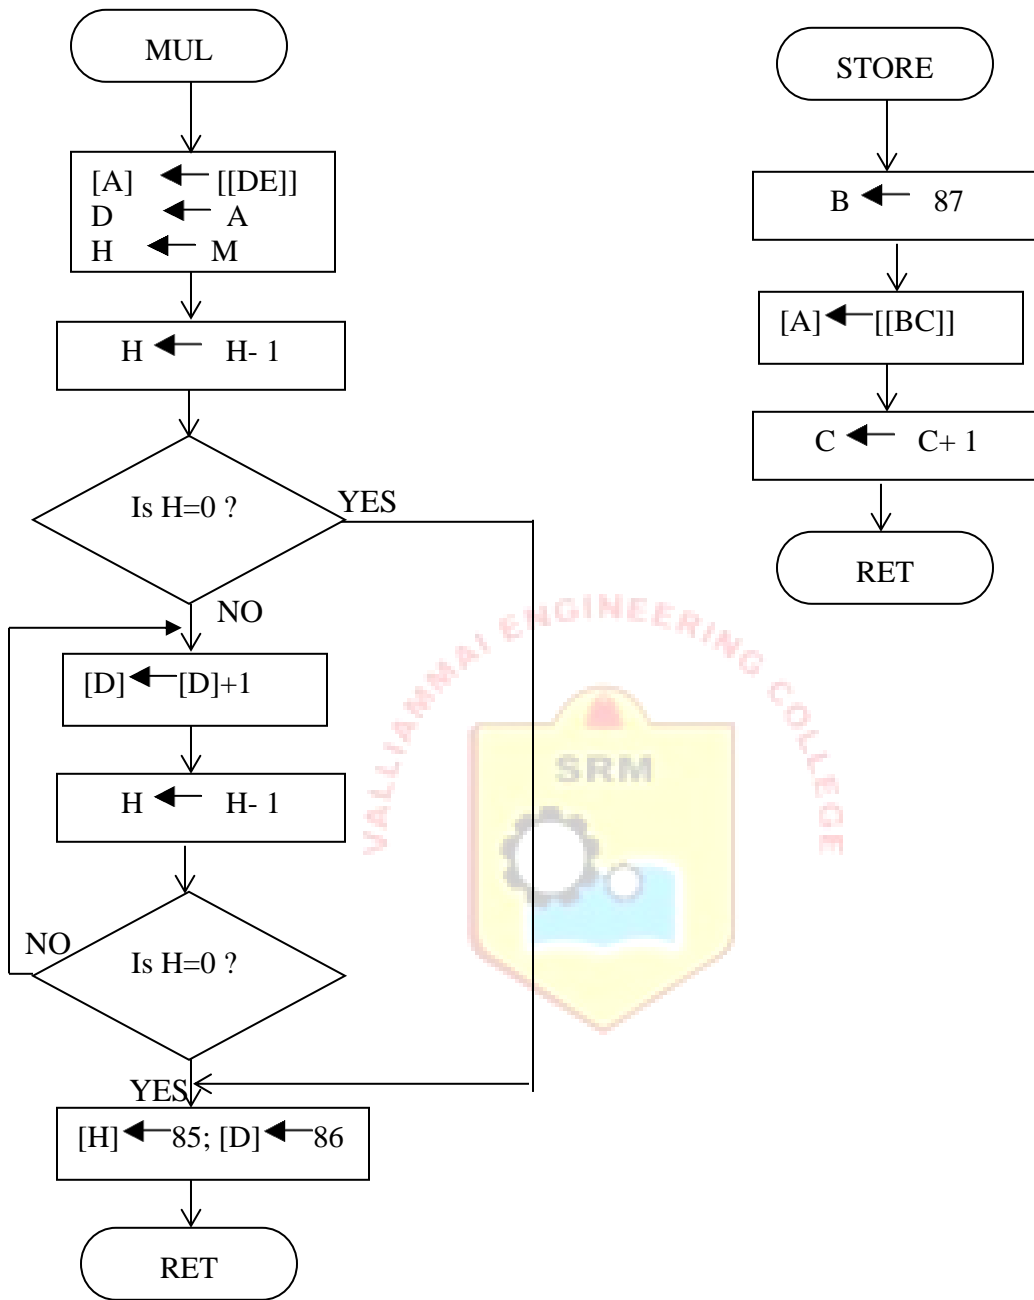 MUL
[A] ← [[DE]]
D ← A
H ← M
H ← H- 1
Is H=0 ?
YES
NO
[D] ← [D]+1
H ← H- 1
NO
Is H=0 ?
YES
[H] ← 85; [D] ← 86
RET
STORE
B ← 87
[A] ← [[BC]]
C ← C+ 1
RET
VALLIAMMAI ENGINEERING COLLEGE
SRM